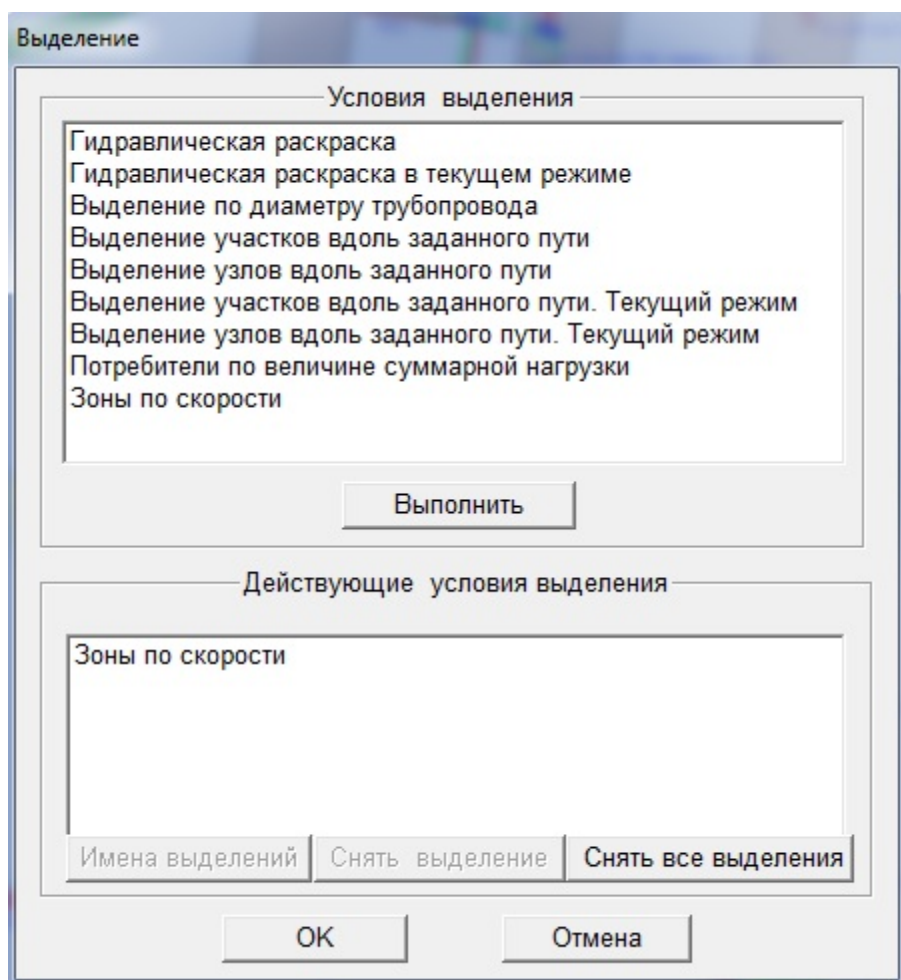 Выделение
Условия выделения
Гидравлическая раскраска
Гидравлическая раскраска в текущем режиме
Выделение по диаметру трубопровода
Выделение участков вдоль заданного пути
Выделение узлов вдоль заданного пути
Выделение участков вдоль заданного пути. Текущий режим
Выделение узлов вдоль заданного пути. Текущий режим
Потребители по величине суммарной нагрузки
Зоны по скорости
Выполнить
Действующие условия выделения
Зоны по скорости
Имена выделений Снять выделение Снять все выделения
OK Отмена